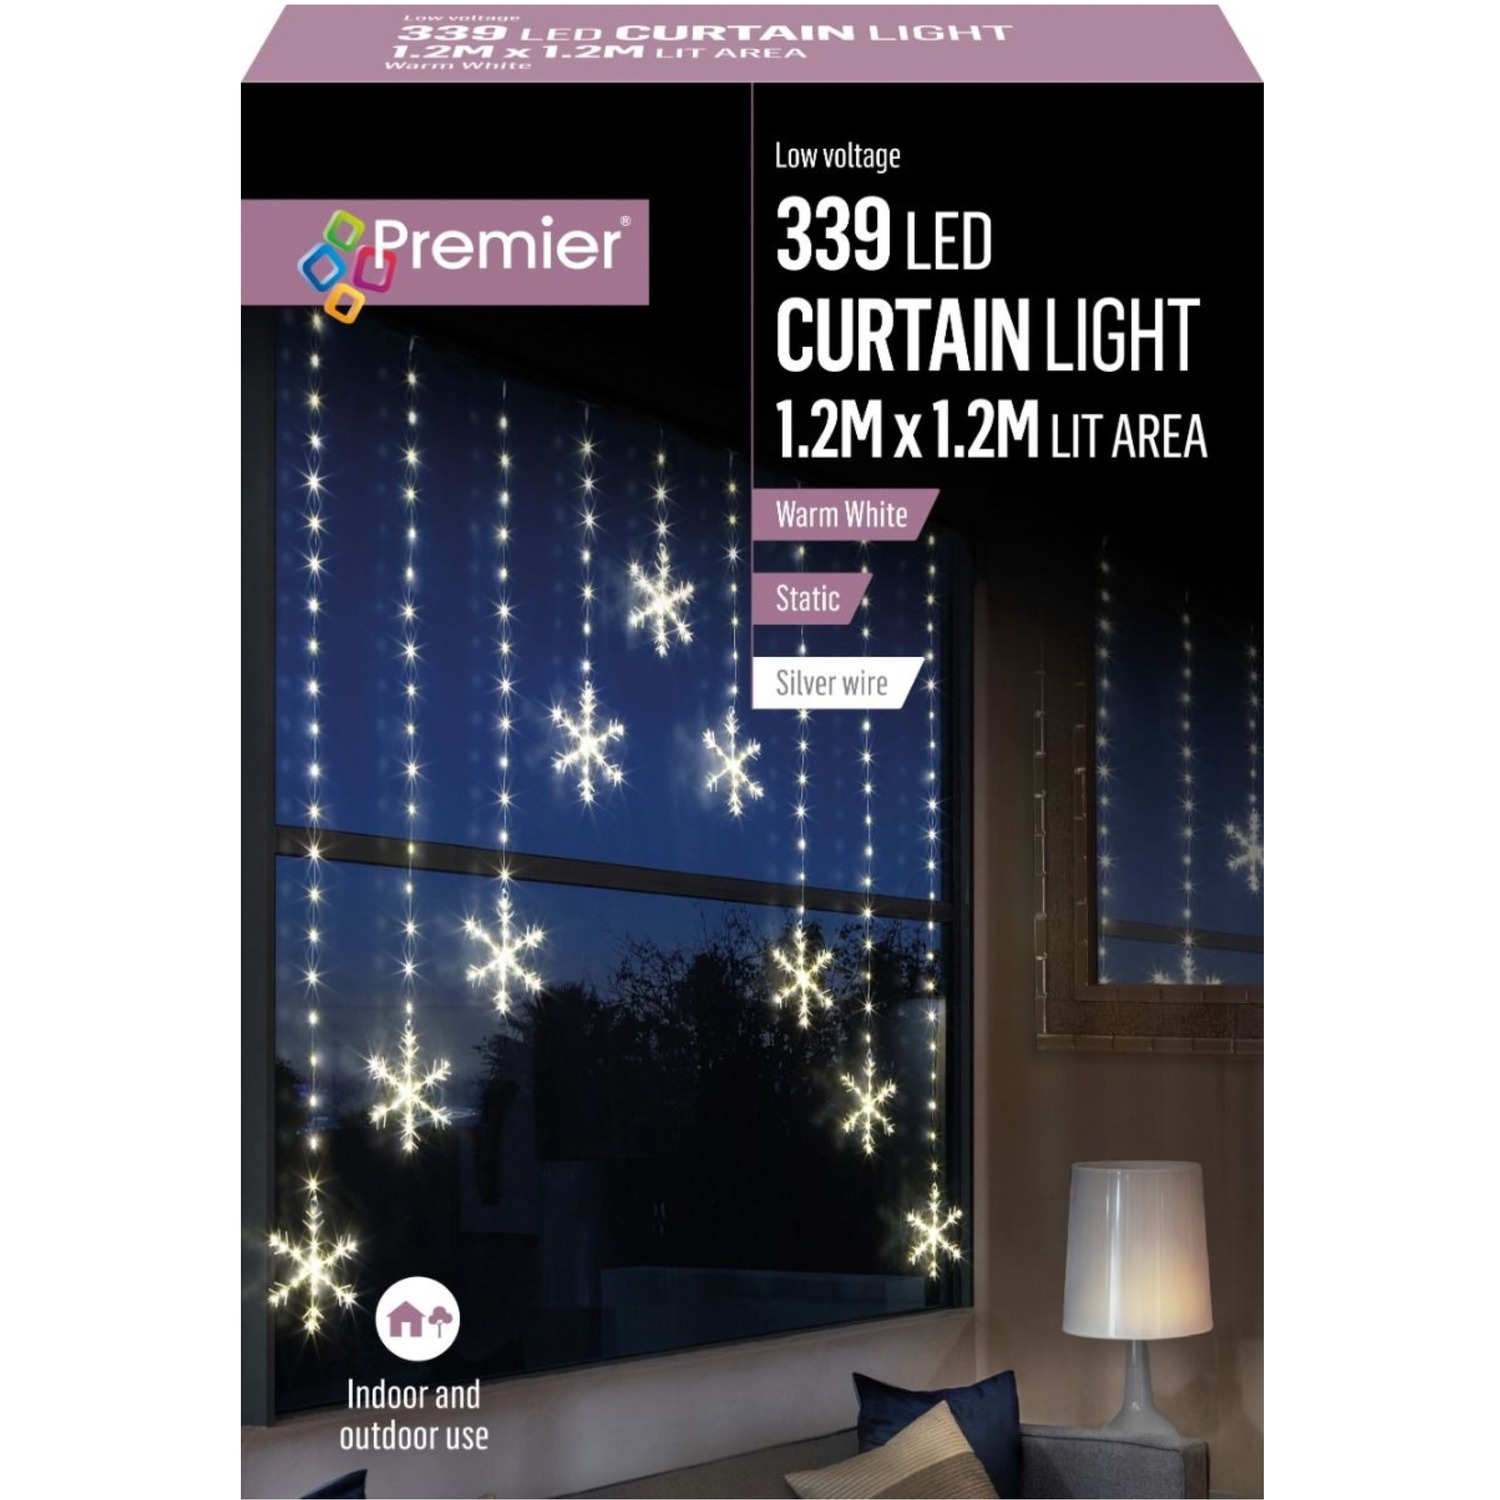 Low voltage
339 LED CURTAIN LIGHT
1.2M x 1.2M LIT AREA
Warm White
Premier®
Low voltage
339 LED
CURTAIN LIGHT
1.2M x 1.2M LIT AREA
Warm White
Static
Silver wire
Indoor and
outdoor use